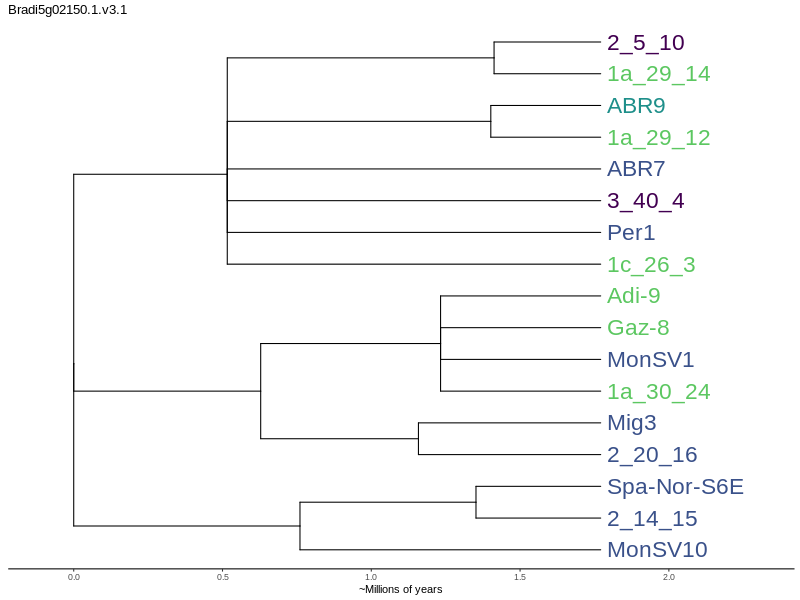 Bradi5g02150.1.v3.1
2_5_10
1a_29_14
ABR9
1a_29_12
ABR7
3_40_4
Per1
1c_26_3
Adi-9
Gaz-8
MonSV1
1a_30_24
Mig3
2_20_16
Spa-Nor-S6E
2_14_15
MonSV10
0.0 0.5 1.0 1.5 2.0
~Millions of years